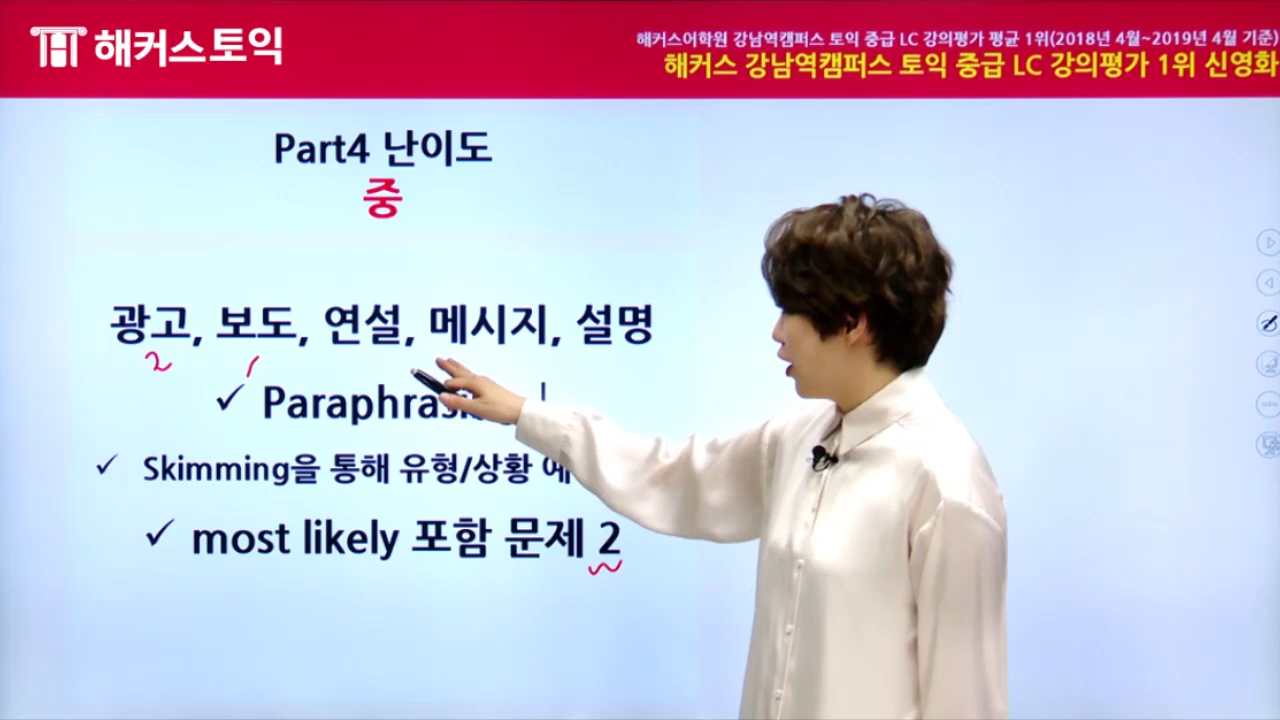 해커스토익
해커스어학원 강남역캠퍼스 토익 중급 LC 강의평가 평균 1위(2018년 4월~2019년 4월 기준)
해커스 강남역캠퍼스 토익 중급 LC 강의평가 1위 신영화
Part4 난이도
중
광고, 보도, 연설, 메시지, 설명
2 1
✓
✓ Skimming을 통해 유형/상황
✓ most likely 포함 문제 2